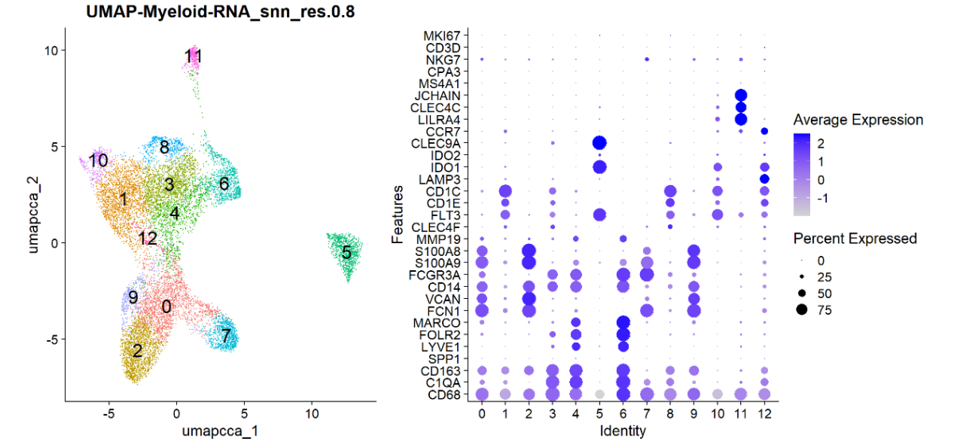 UMAP-Myeloid-RNA_snn_res.0.8
10
5
0
-5
umapcca_2
11
8
10
3
6
1
4
12
5
9
0
7
2
-5
0
5
10
umapcca_1
Features
MKI67
CD3D
NKG7
CPA3
MS4A1
JCHAIN
CLEC4C
LILRA4
CCR7
CLEC9A
IDO2
IDO1
LAMP3
CD1C
CD1E
FLT3
CLEC4F
MMP19
S100A8
S100A9
FCGR3A
CD14
VCAN
FCN1
MARCO
FOLR2
LYVE1
SPP1
CD163
C1QA
CD68
0 1 2 3 4 5 6 7 8 9 10 11 12
Identity
Average Expression
2
1
0
-1
Percent Expressed
0
25
50
75